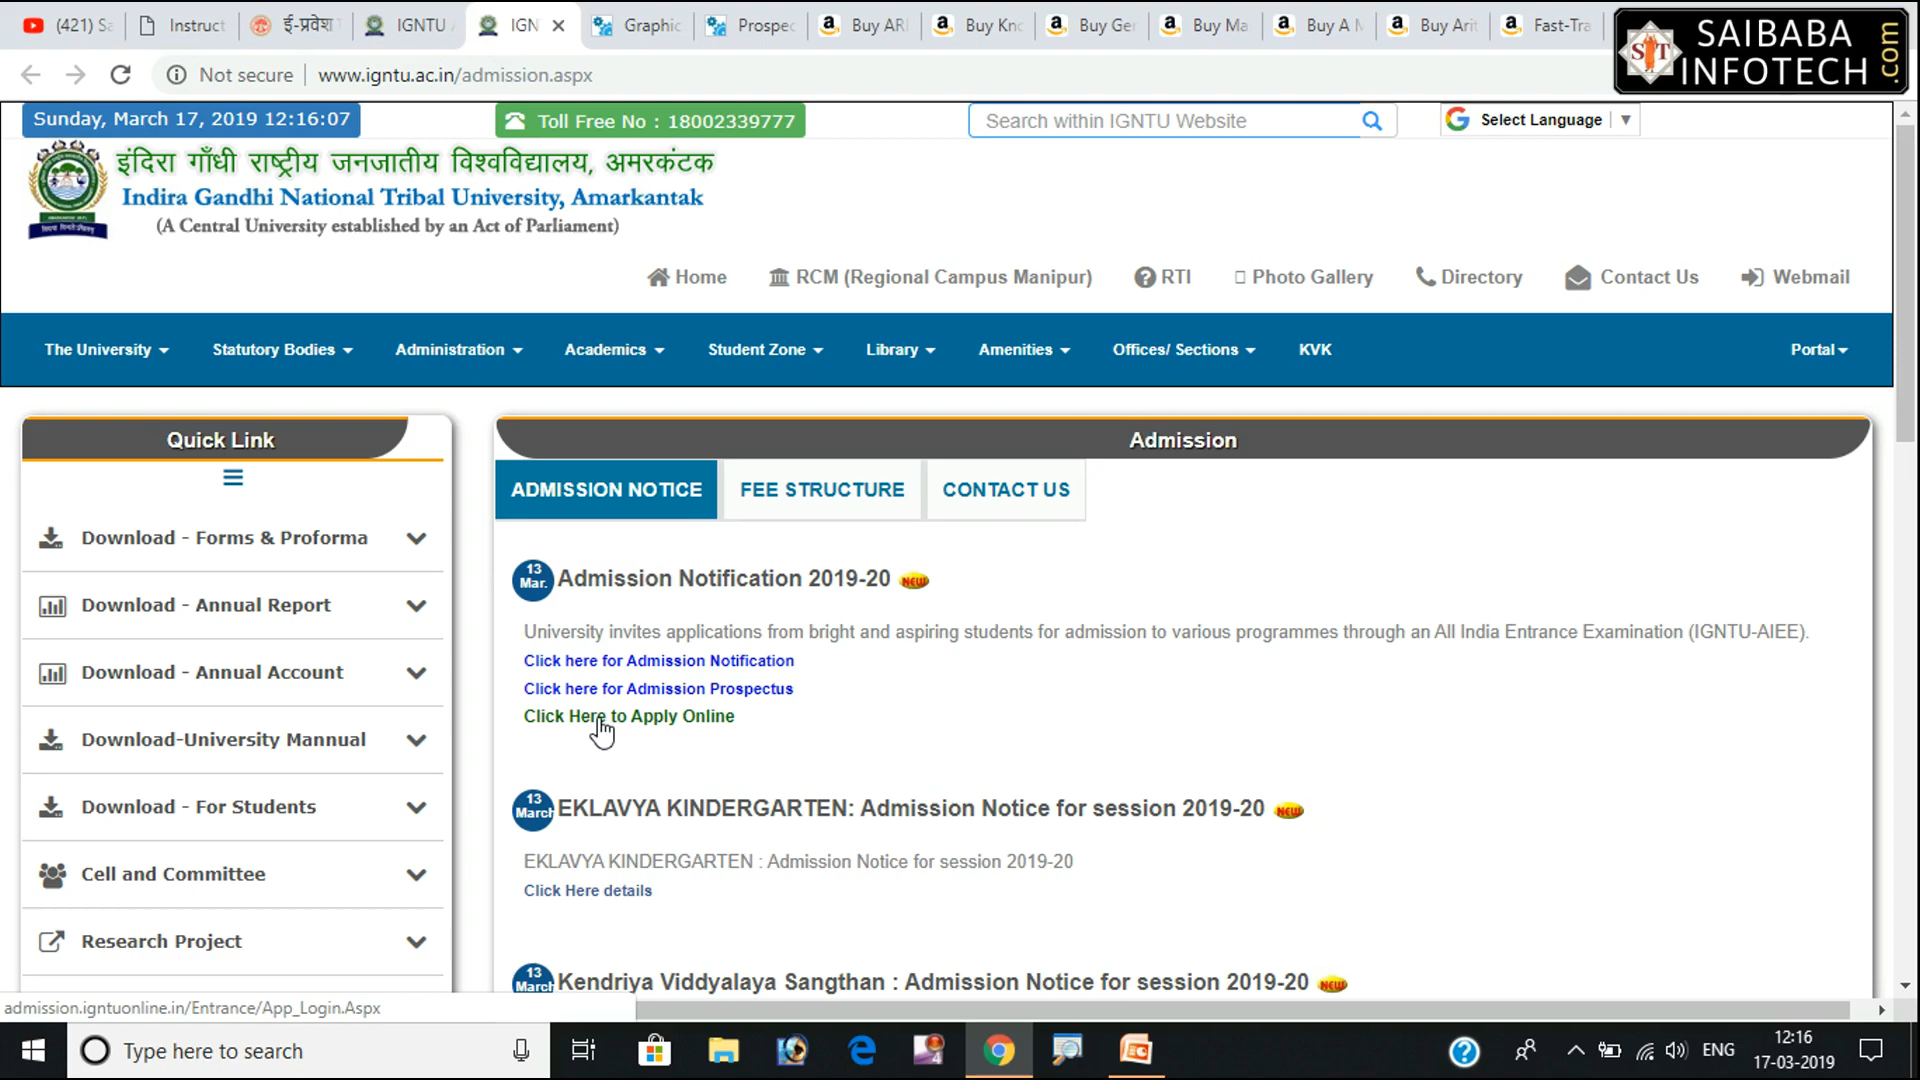 (421) Sa
Instruct
ई-प्रवेश
IGNTU
IGN
Graphic
Prospec
Buy ARI
Buy Kno
Buy Ger
Buy Ma
Buy A M
Buy Arit
Fast-Tra
SAIBABA
INFOTECH
.com
SIT
Not secure
www.igntu.ac.in/admission.aspx
Sunday, March 17, 2019 12:16:07
Toll Free No : 18002339777
Search within IGNTU Website
Select Language
इंदिरा गाँधी राष्ट्रीय जनजातीय विश्वविद्यालय, अमरकंटक
Indira Gandhi National Tribal University, Amarkantak
(A Central University established by an Act of Parliament)
Home
RCM (Regional Campus Manipur)
RTI
Photo Gallery
Directory
Contact Us
Webmail
The University
Statutory Bodies
Administration
Academics
Student Zone
Library
Amenities
Offices/ Sections
KVK
Portal
Quick Link
Download - Forms & Proforma
Download - Annual Report
Download - Annual Account
Download-University Mannual
Download - For Students
Cell and Committee
Research Project
Admission
ADMISSION NOTICE
FEE STRUCTURE
CONTACT US
13 Mar. Admission Notification 2019-20 NEW
University invites applications from bright and aspiring students for admission to various programmes through an All India Entrance Examination (IGNTU-AIEE).
Click here for Admission Notification
Click here for Admission Prospectus
Click Here to Apply Online
13 March EKLAVYA KINDERGARTEN: Admission Notice for session 2019-20 NEW
EKLAVYA KINDERGARTEN : Admission Notice for session 2019-20
Click Here details
13 March Kendriya Viddyalaya Sangthan : Admission Notice for session 2019-20 NEW
admission.igntuonline.in/Entrance/App_Login.Aspx
Type here to search
ENG
12:16
17-03-2019